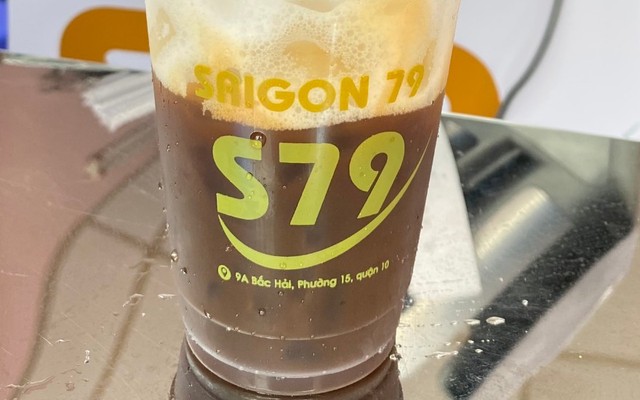 SAIGON 79
S79
9A Bắc Hải, Phường 15, quận 10